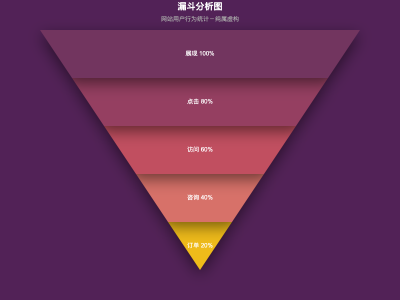 漏斗分析图
网站用户行为统计－纯属虚构
展现 100%
点击 80%
访问 60%
咨询 40%
订单 20%